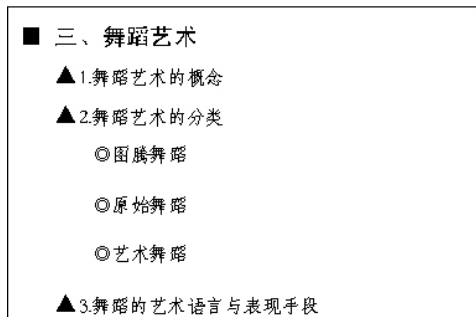 ■ 三、舞蹈艺术
▲1.舞蹈艺术的概念
▲2.舞蹈艺术的分类
◎图腾舞蹈
◎原始舞蹈
◎艺术舞蹈
▲3.舞蹈的艺术语言与表现手段